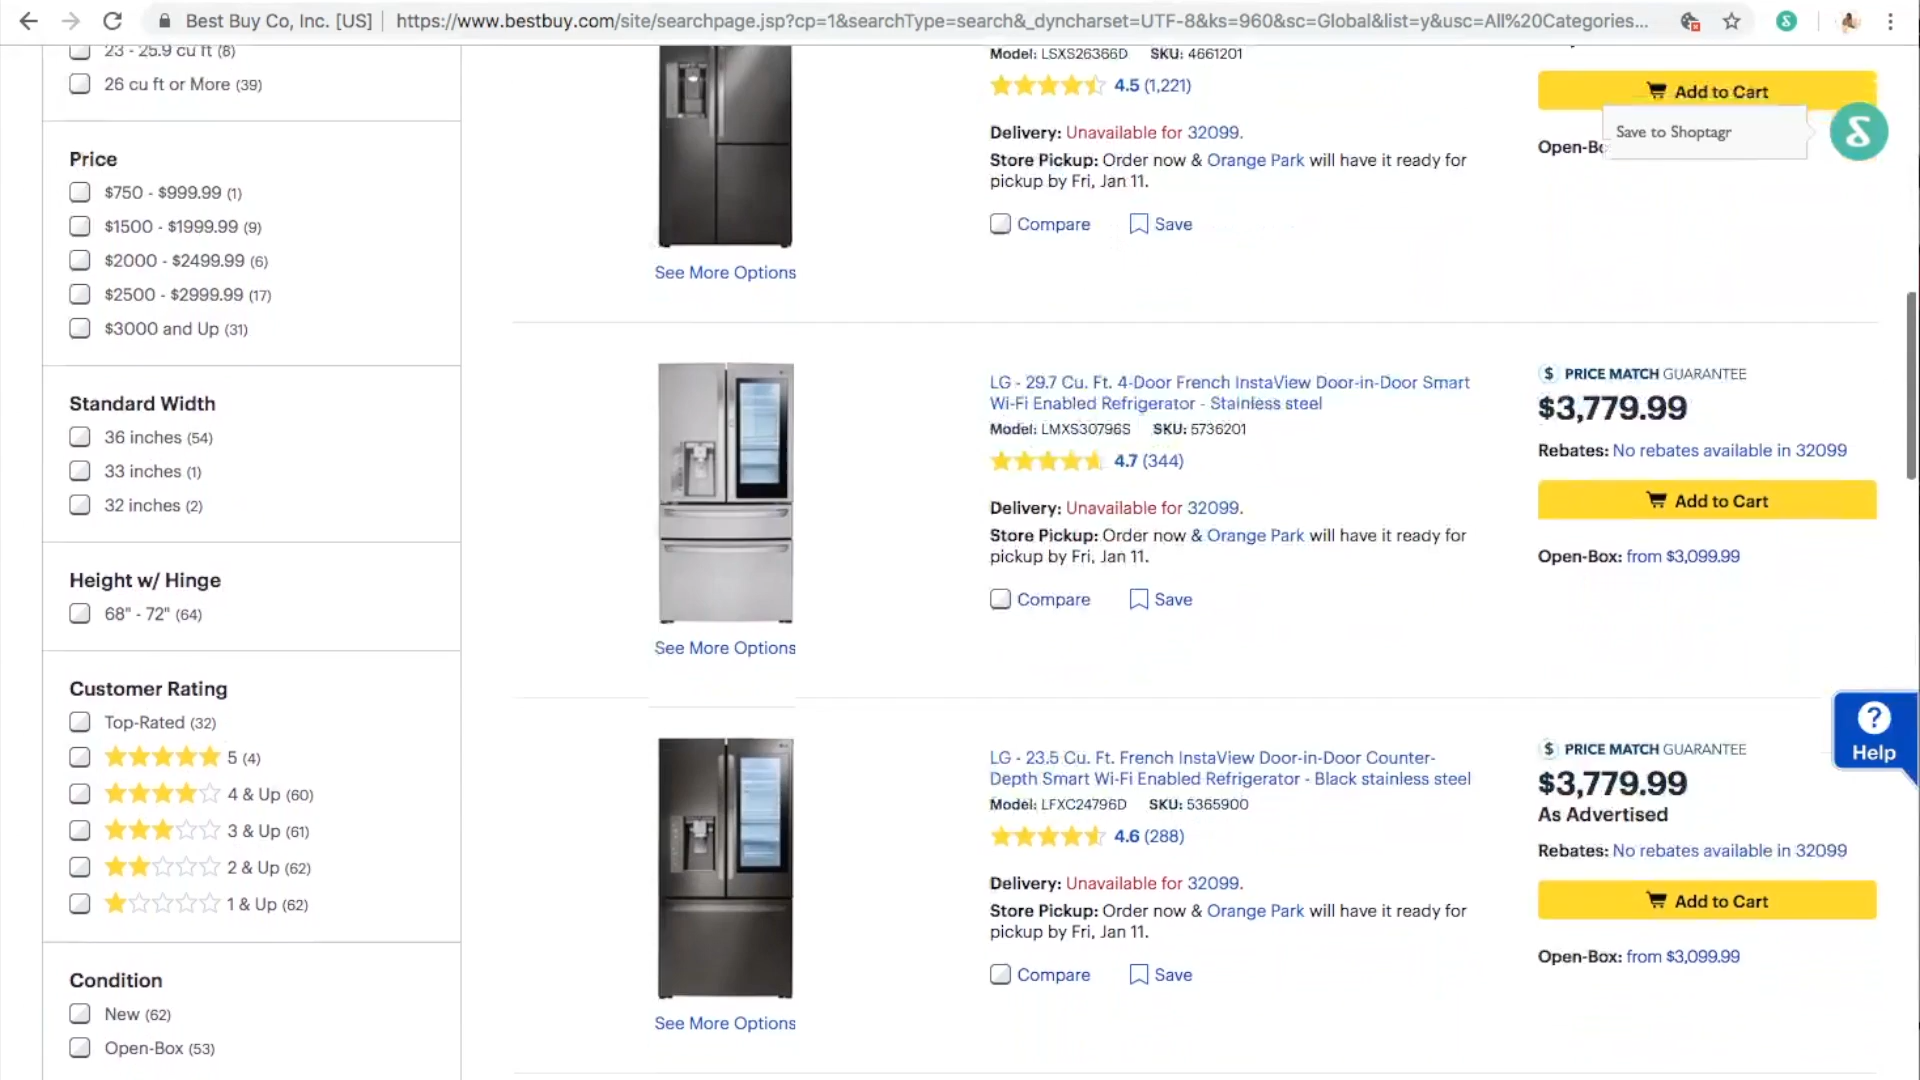 Best Buy Co, Inc. [US]
https://www.bestbuy.com/site/searchpage.jsp?cp=1&searchType=search&_dyncharset=UTF-8&ks=960&sc=Global&list=y&usc=All%20Categories...
23 - 25.9 cu ft (8)
26 cu ft or More (39)
Price
$750 - $999.99 (1)
$1500 - $1999.99 (9)
$2000 - $2499.99 (6)
$2500 - $2999.99 (17)
$3000 and Up (31)
Standard Width
36 inches (54)
33 inches (1)
32 inches (2)
Height w/ Hinge
68" - 72" (64)
Customer Rating
Top-Rated (32)
5 (4)
4 & Up (60)
3 & Up (61)
2 & Up (62)
1 & Up (62)
Condition
New (62)
Open-Box (53)
See More Options
Model: LSXS26366D SKU: 4661201
4.5 (1,221)
Delivery: Unavailable for 32099.
Store Pickup: Order now & Orange Park will have it ready for
pickup by Fri, Jan 11.
Compare Save
Add to Cart
Save to Shoptagr
See More Options
LG - 29.7 Cu. Ft. 4-Door French InstaView Door-in-Door Smart
Wi-Fi Enabled Refrigerator - Stainless steel
Model: LMXS30796S SKU: 5736201
4.7 (344)
Delivery: Unavailable for 32099.
Store Pickup: Order now & Orange Park will have it ready for
pickup by Fri, Jan 11.
Compare Save
$ PRICE MATCH GUARANTEE
$3,779.99
Rebates: No rebates available in 32099
Add to Cart
Open-Box: from $3,099.99
See More Options
LG - 23.5 Cu. Ft. French InstaView Door-in-Door Counter-
Depth Smart Wi-Fi Enabled Refrigerator - Black stainless steel
Model: LFXC24796D SKU: 5365900
4.6 (288)
Delivery: Unavailable for 32099.
Store Pickup: Order now & Orange Park will have it ready for
pickup by Fri, Jan 11.
Compare Save
$ PRICE MATCH GUARANTEE
$3,779.99
As Advertised
Rebates: No rebates available in 32099
Add to Cart
Open-Box: from $3,099.99
? Help